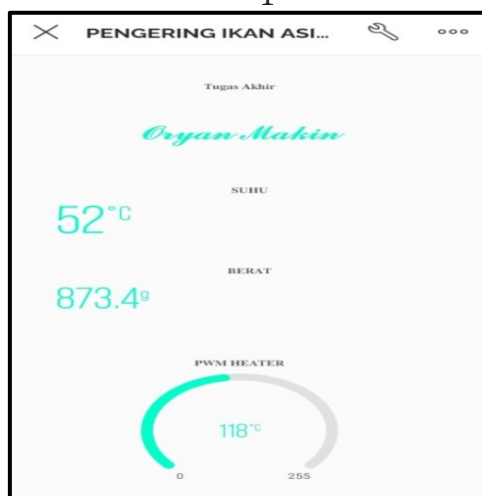 PENGERING IKAN ASI...
Tugas Akhir
Oryan Makin
SUHU
52°C
BERAT
873.4g
PWM HEATER
118°C
0 255